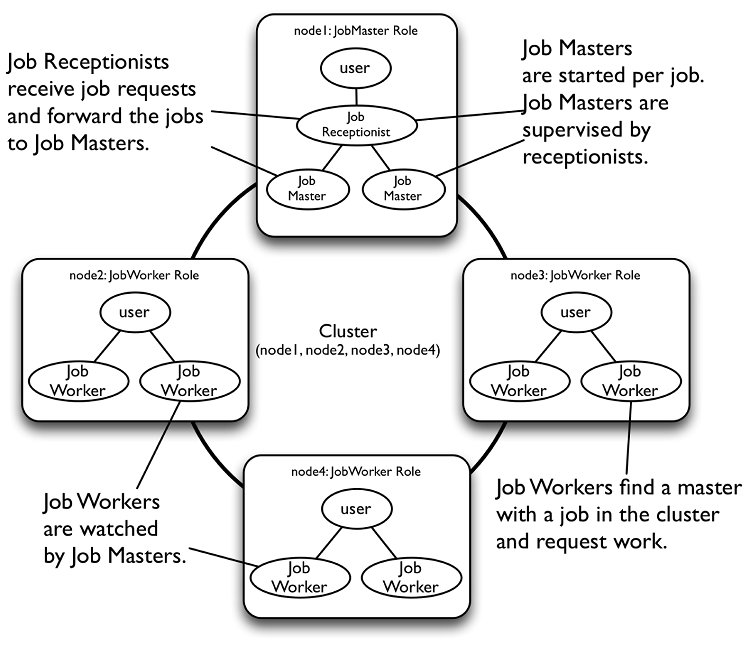 node1: JobMaster Role
user
Job
Receptionist
Job
Master
Job
Master
Job Receptionists
receive job requests
and forward the jobs
to Job Masters.
Job Masters
are started per job.
Job Masters are
supervised by
receptionists.
node2: JobWorker Role
user
Job
Worker
Job
Worker
Cluster
(node1, node2, node3, node4)
node3: JobWorker Role
user
Job
Worker
Job
Worker
Job Workers
are watched
by Job Masters.
node4: JobWorker Role
user
Job
Worker
Job
Worker
Job Workers find a master
with a job in the cluster
and request work.